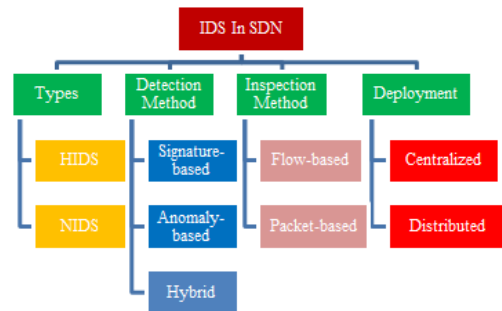 IDS In SDN
Types
Detection
Method
Inspection
Method
Deployment
HIDS
Signature-
based
Flow-based
Centralized
NIDS
Anomaly-
based
Packet-based
Distributed
Hybrid